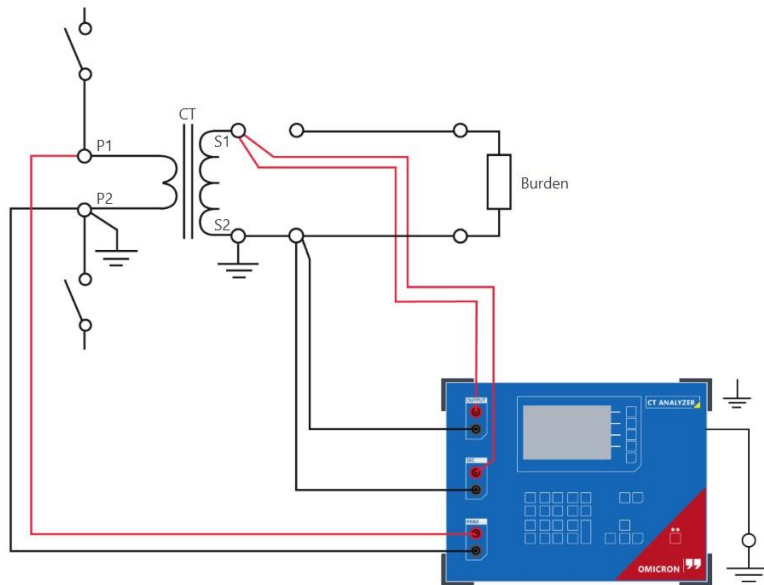 CT
P1
S1
P2
S2
Burden
OUTPUT
CT ANALYZER
SEC
PRIM
OMICRON